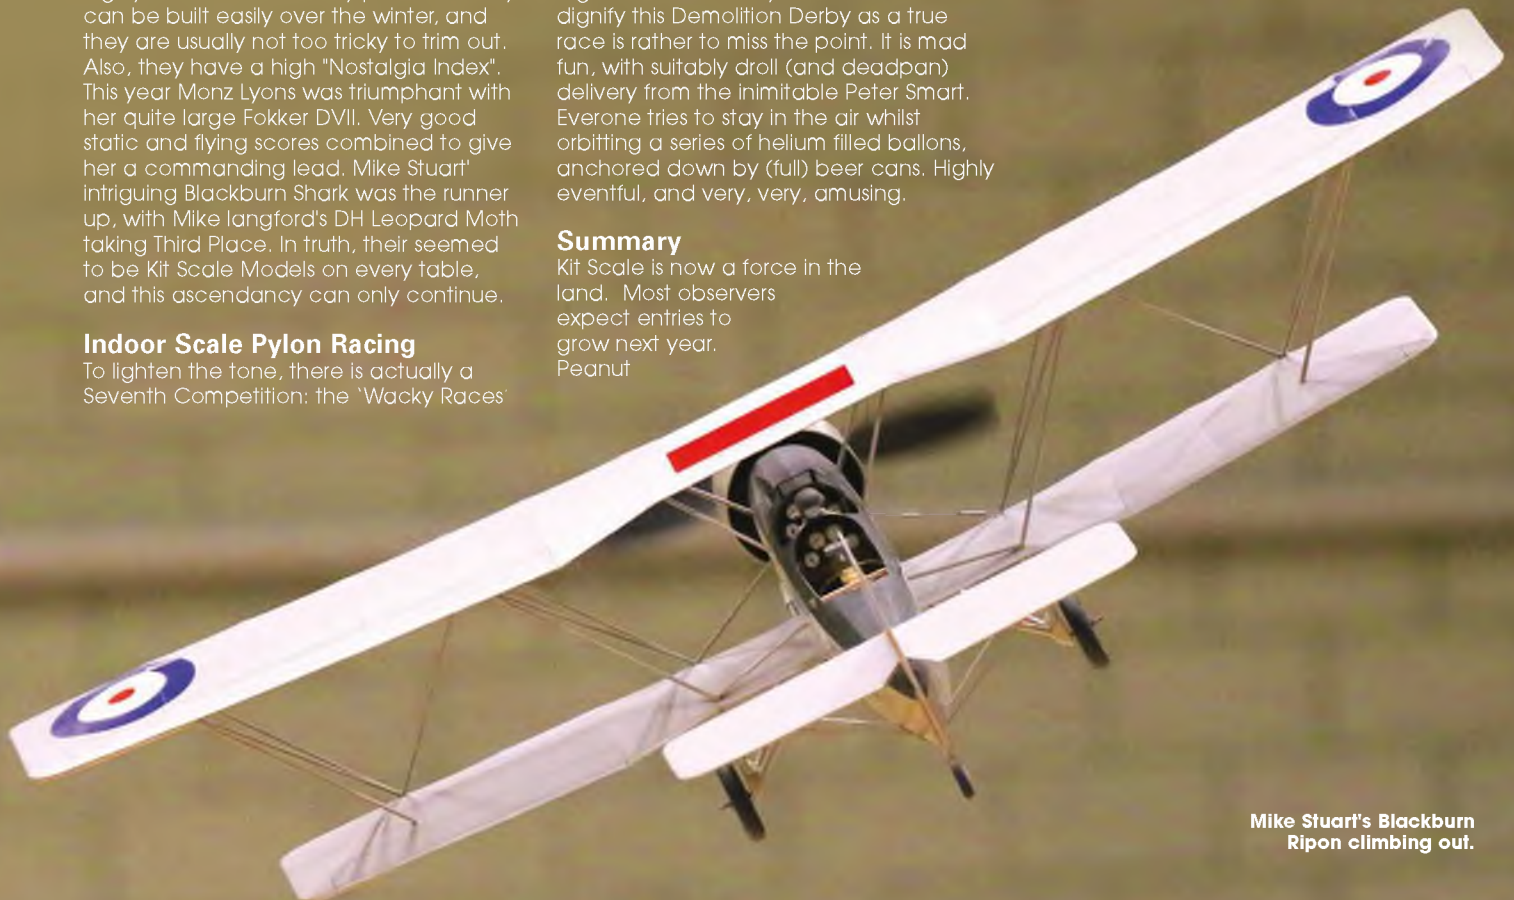 can be built easily over the winter, and
they are usually not too tricky to trim out.
Also, they have a high "Nostalgia Index".
This year Monz Lyons was triumphant with
her quite large Fokker DVII. Very good
static and flying scores combined to give
her a commanding lead. Mike Stuart'
intriguing Blackburn Shark was the runner
up, with Mike langford's DH Leopard Moth
taking Third Place. In truth, their seemed
to be Kit Scale Models on every table,
and this ascendancy can only continue.
Indoor Scale Pylon Racing
To lighten the tone, there is actually a
Seventh Competition: the 'Wacky Races'
dignify this Demolition Derby as a true
race is rather to miss the point. It is mad
fun, with suitably droll (and deadpan)
delivery from the inimitable Peter Smart.
Everone tries to stay in the air whilst
orbitting a series of helium filled ballons,
anchored down by (full) beer cans. Highly
eventful, and very, very, amusing.
Summary
Kit Scale is now a force in the
land.  Most observers
expect entries to
grow next year.
Peanut
Mike Stuart's Blackburn
Ripon climbing out.